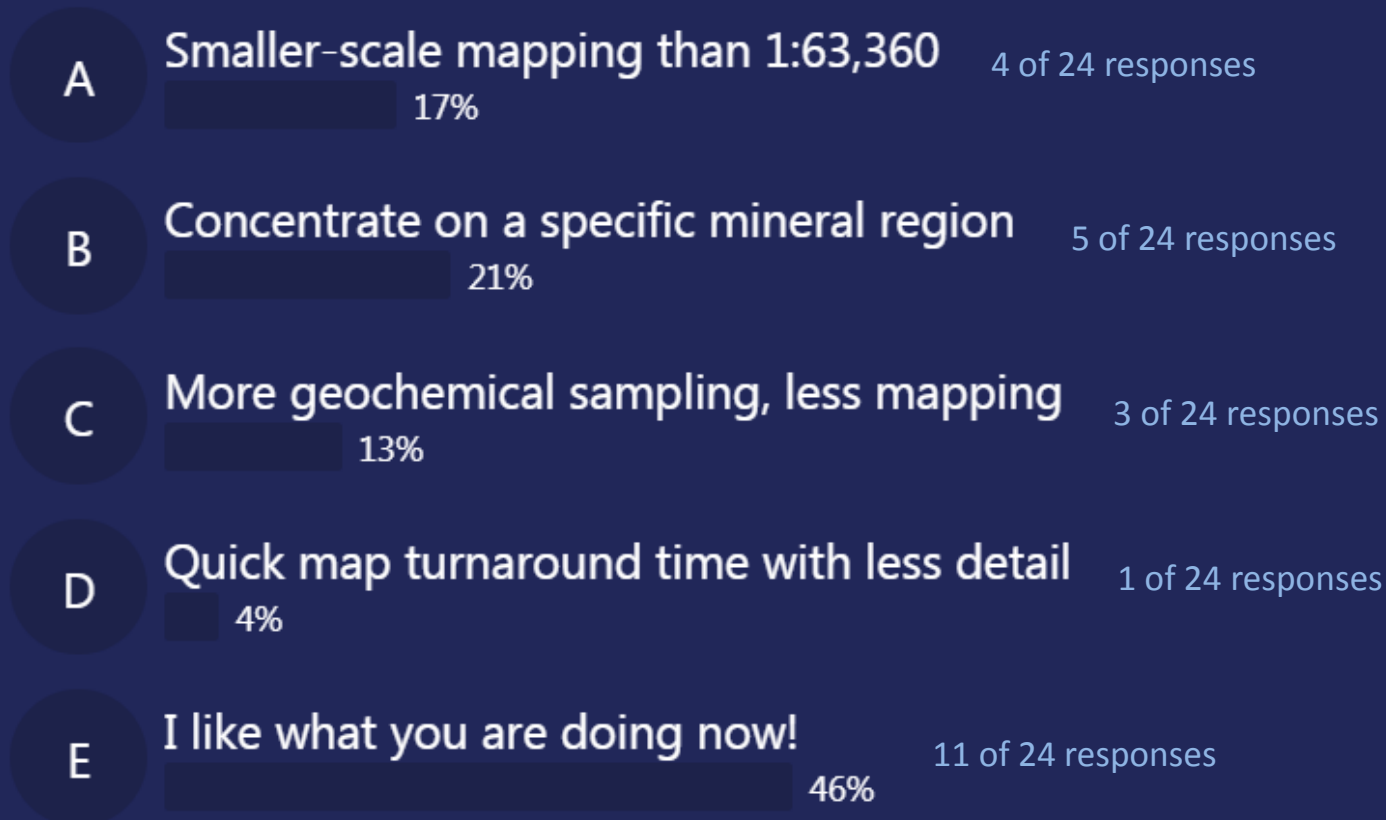 A Smaller-scale mapping than 1:63,360 4 of 24 responses
17%
B Concentrate on a specific mineral region 5 of 24 responses
21%
C More geochemical sampling, less mapping 3 of 24 responses
13%
D Quick map turnaround time with less detail 1 of 24 responses
4%
E I like what you are doing now! 11 of 24 responses
46%